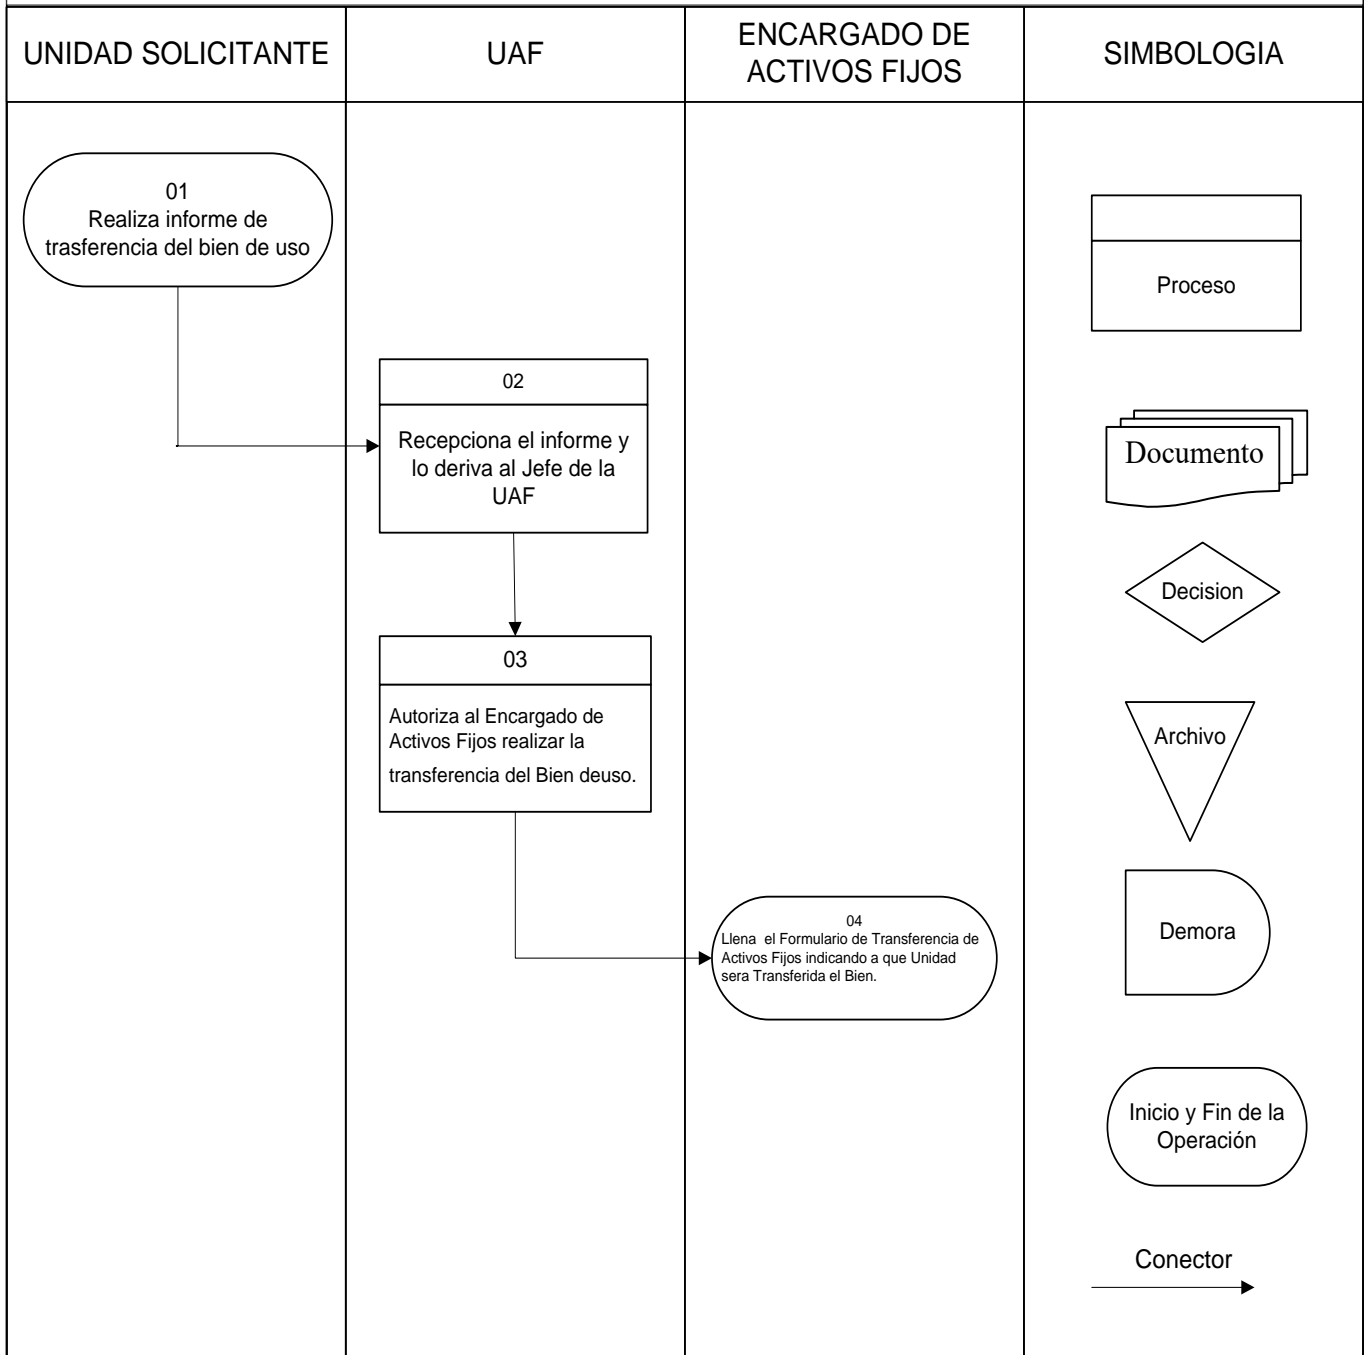 UNIDAD SOLICITANTE
UAF
ENCARGADO DE
ACTIVOS FIJOS
SIMBOLOGIA
01
Realiza informe de
trasferencia del bien de uso
02
Recepciona el informe y
lo deriva al Jefe de la
UAF
03
Autoriza al Encargado de
Activos Fijos realizar la
transferencia del Bien deuso.
04
Llena el Formulario de Transferencia de
Activos Fijos indicando a que Unidad
sera Transferida el Bien.
Proceso
Documento
Decision
Archivo
Demora
Inicio y Fin de la
Operación
Conector